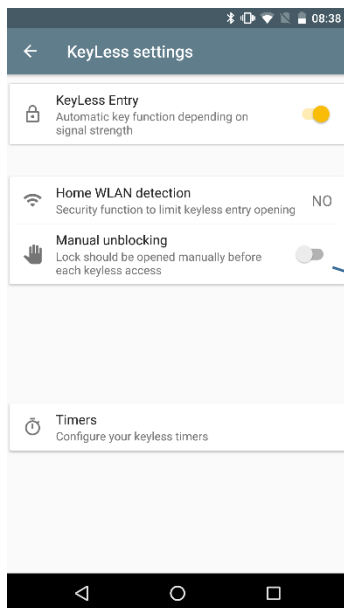 08:38
KeyLess settings
KeyLess Entry
Automatic key function depending on
signal strength
Home WLAN detection
Security function to limit keyless entry opening
NO
Manual unblocking
Lock should be opened manually before
each keyless access
Timers
Configure your keyless timers